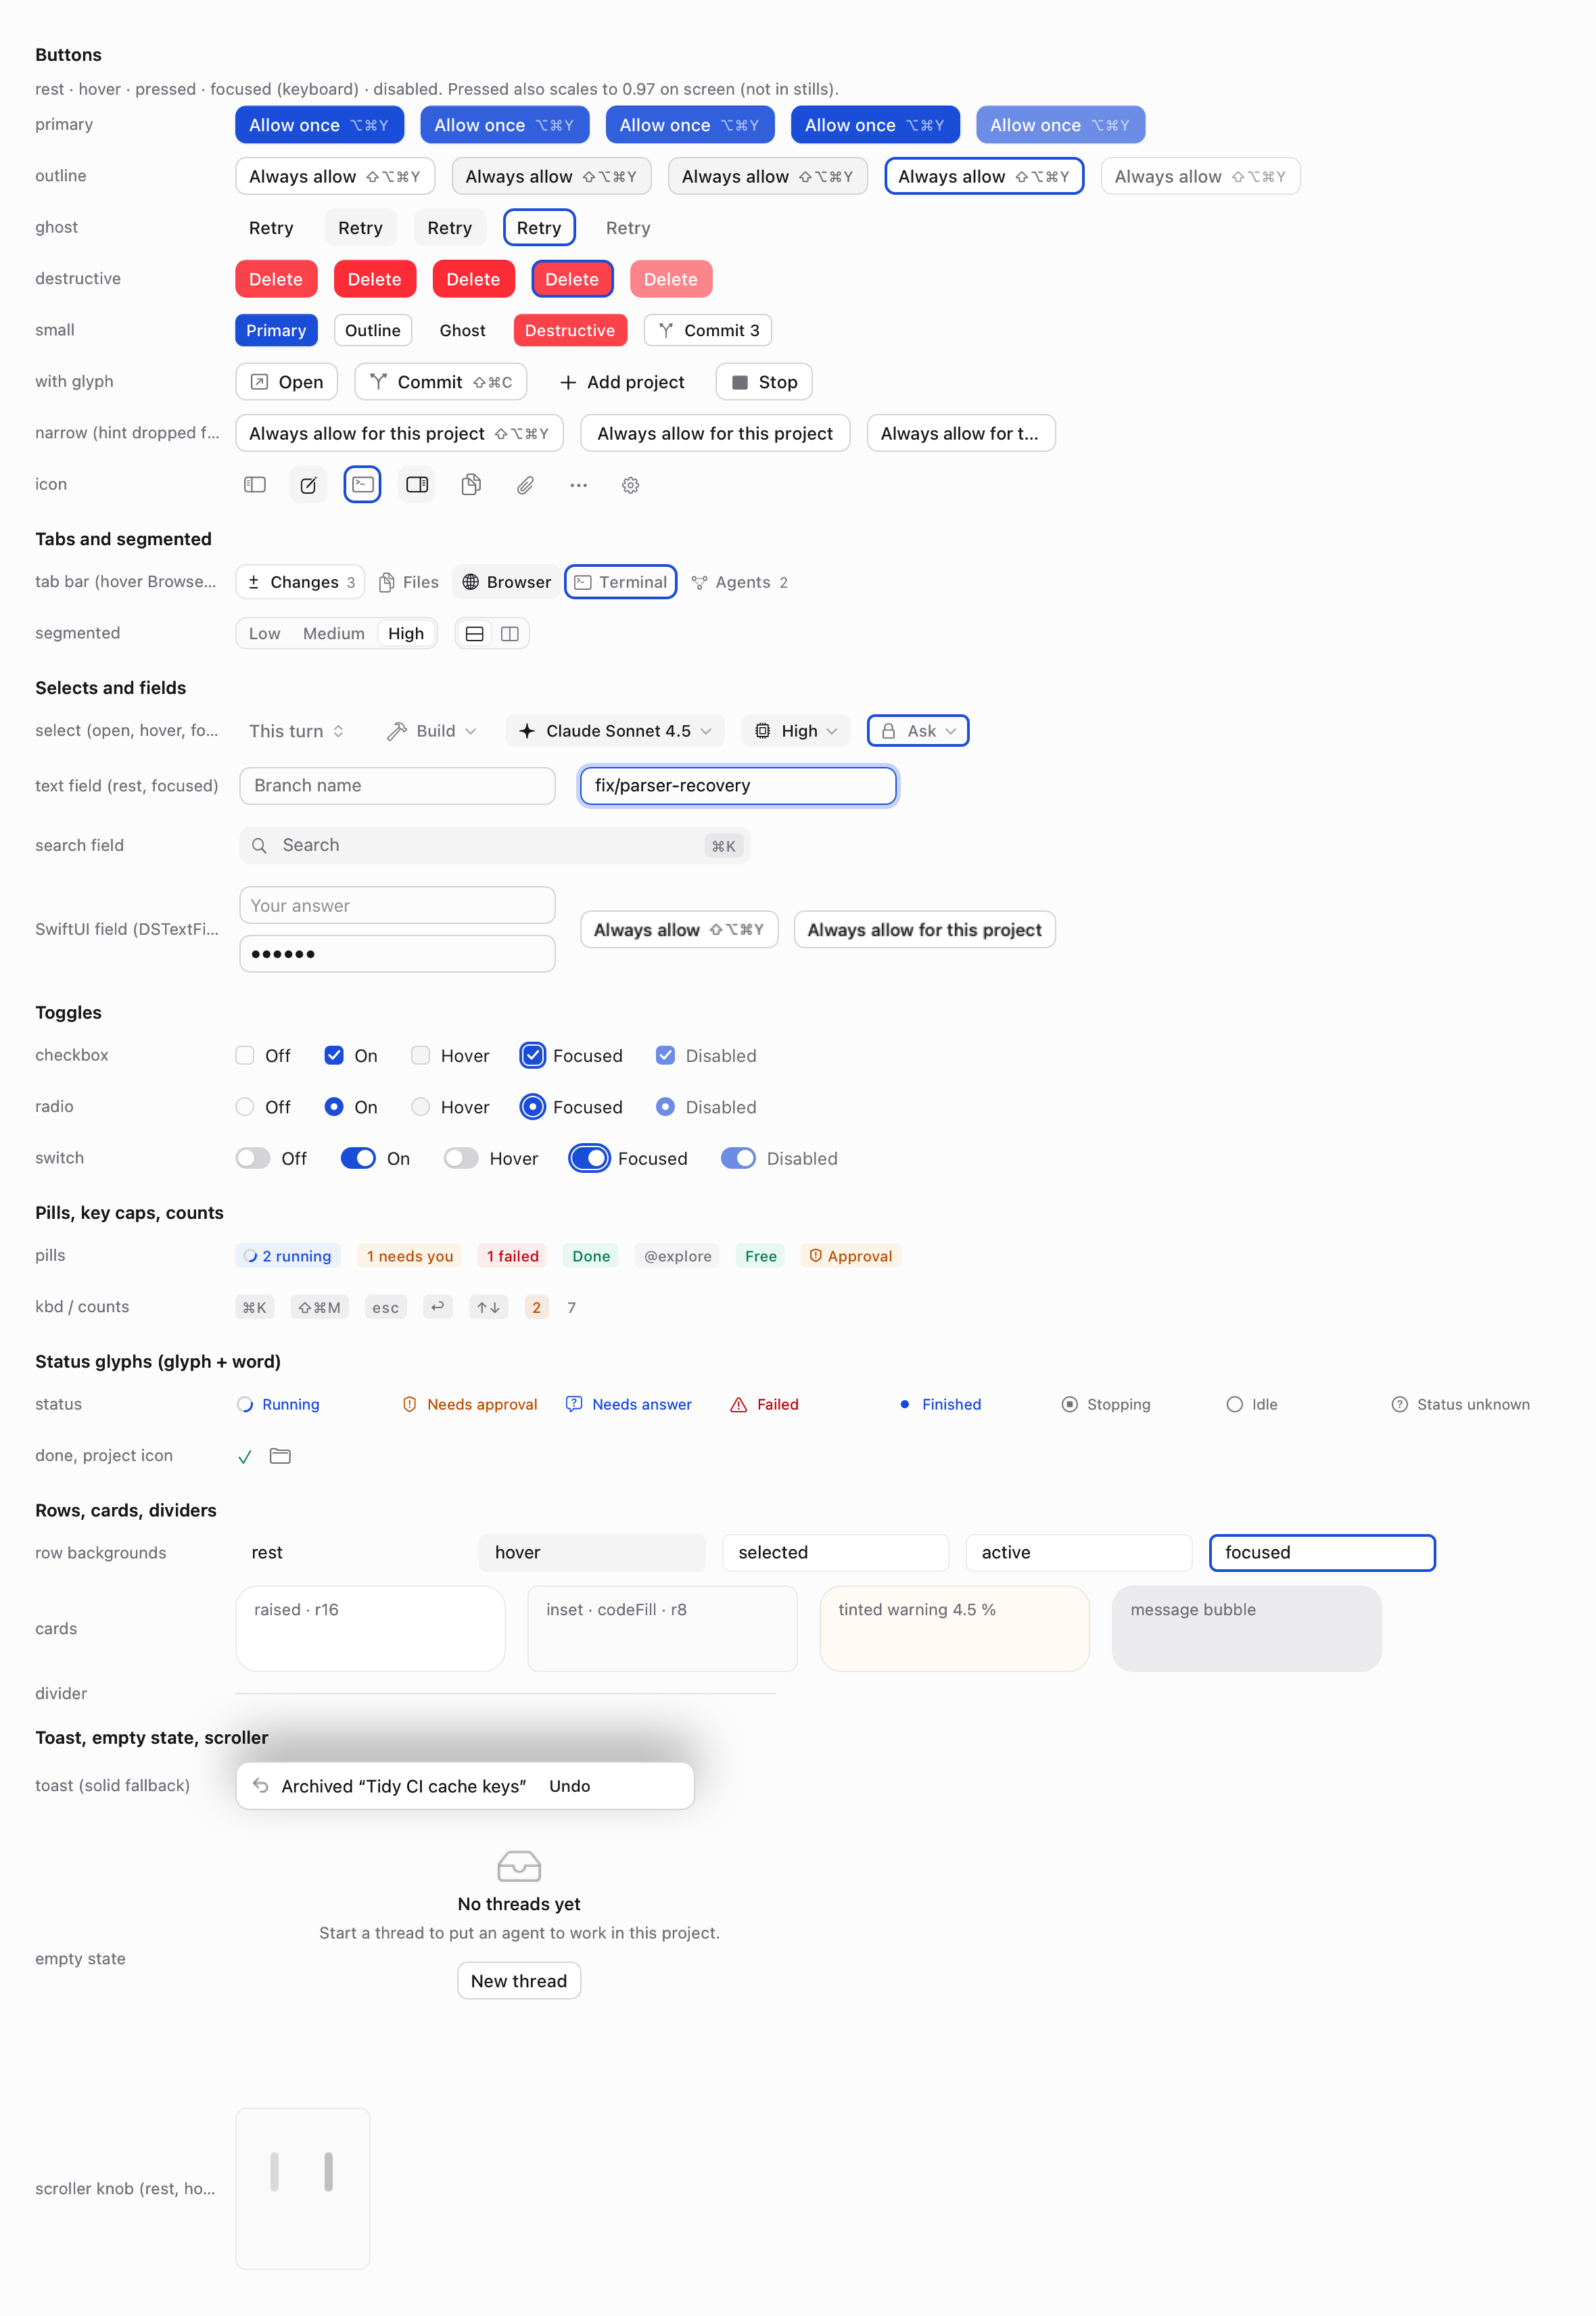 Buttons
rest · hover · pressed · focused (keyboard) · disabled. Pressed also scales to 0.97 on screen (not in stills).
primary Allow once ⌥⌘Y Allow once ⌥⌘Y Allow once ⌥⌘Y Allow once ⌥⌘Y Allow once ⌥⌘Y
outline Always allow ⇧⌥⌘Y Always allow ⇧⌥⌘Y Always allow ⇧⌥⌘Y Always allow ⇧⌥⌘Y Always allow ⇧⌥⌘Y
ghost Retry Retry Retry Retry Retry
destructive Delete Delete Delete Delete Delete
small Primary Outline Ghost Destructive Commit 3
with glyph Open Commit ⇧⌘C + Add project Stop
narrow (hint dropped f... Always allow for this project ⇧⌥⌘Y Always allow for this project Always allow for t...
icon
Tabs and segmented
tab bar (hover Browse... Changes 3 Files Browser Terminal Agents 2
segmented Low Medium High
Selects and fields
select (open, hover, fo... This turn Build Claude Sonnet 4.5 High Ask
text field (rest, focused) Branch name fix/parser-recovery
search field Search ⌘K
Your answer
SwiftUI field (DSTextFi... Always allow ⇧⌥⌘Y Always allow for this project
••••••
Toggles
checkbox Off On Hover Focused Disabled
radio Off On Hover Focused Disabled
switch Off On Hover Focused Disabled
Pills, key caps, counts
pills 2 running 1 needs you 1 failed Done @explore Free Approval
kbd / counts ⌘K ⇧⌘M esc ↩ ↑↓ 2 7
Status glyphs (glyph + word)
status Running Needs approval Needs answer Failed Finished Stopping Idle Status unknown
done, project icon
Rows, cards, dividers
row backgrounds rest hover selected active focused
raised · r16 inset · codeFill · r8 tinted warning 4.5 % message bubble
cards
divider
Toast, empty state, scroller
toast (solid fallback) Archived “Tidy CI cache keys” Undo
No threads yet
Start a thread to put an agent to work in this project.
empty state
New thread
scroller knob (rest, ho...